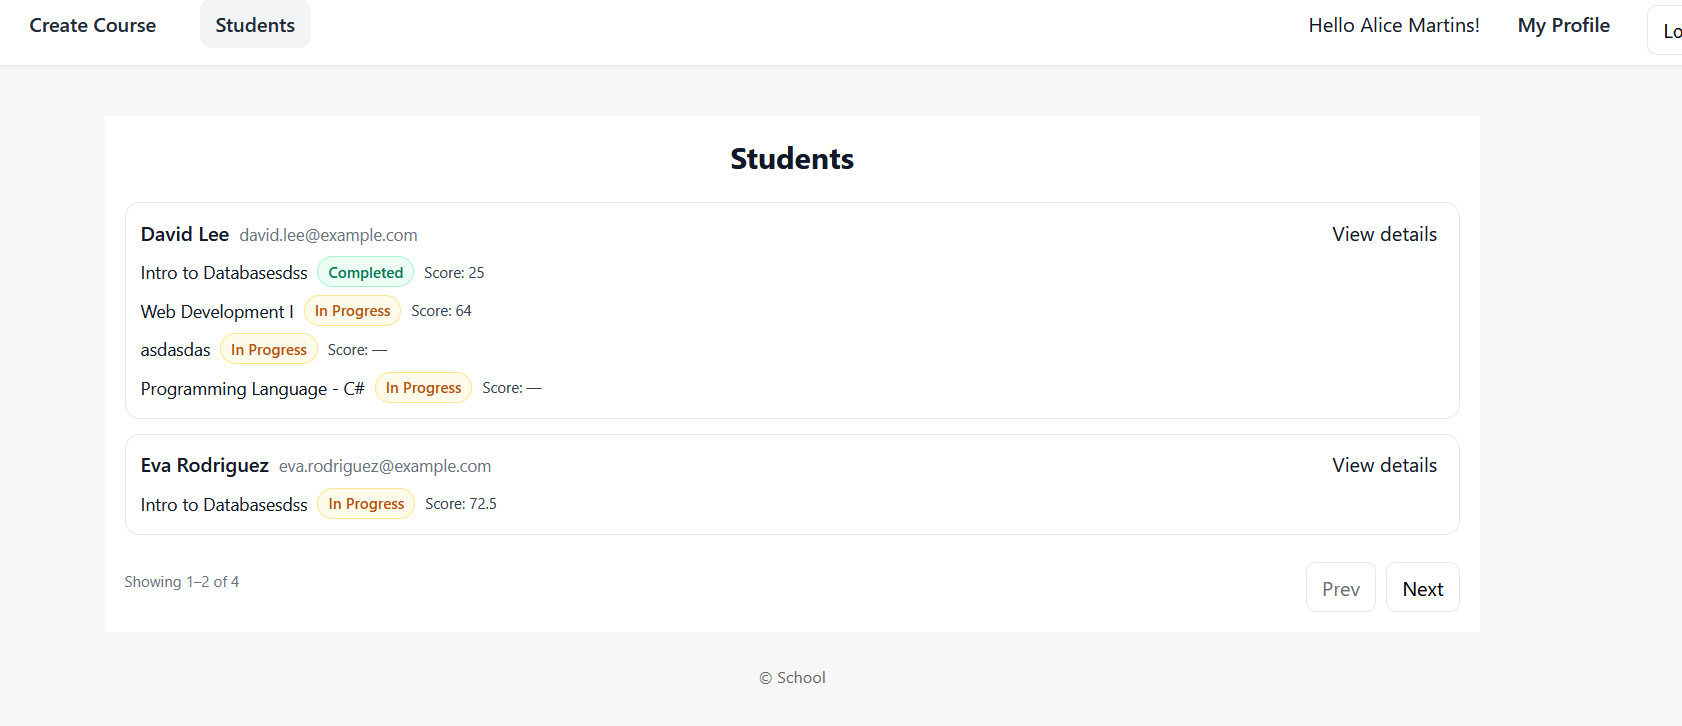 Create Course Students Hello Alice Martins! My Profile Lo
Students
David Lee david.lee@example.com View details
Intro to Databasesdss Completed Score: 25
Web Development I In Progress Score: 64
asdasdas In Progress Score: —
Programming Language - C# In Progress Score: —
Eva Rodriguez eva.rodriguez@example.com View details
Intro to Databasesdss In Progress Score: 72.5
Showing 1–2 of 4 Prev Next
© School